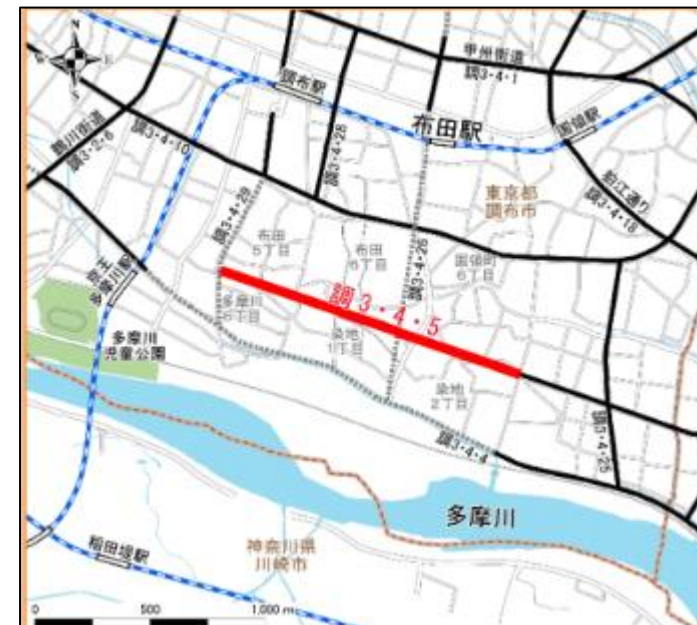 N
E
S
甲州街道
調3・4・1
調布駅
国領駅
布田駅
鶴川街道
調3・2・6
調3・4・10
調3・4・28
東京都
調布市
狛江通り
調3・4・18
調3・4・29
調3・4・26
布田
5丁目
布田
6丁目
国領町
6丁目
京王
多摩川駅
調3・4・5
多摩川
6丁目
多摩川
児童公園
染地
1丁目
染地
2丁目
調3・4・4
調3・4・25
多摩川
稲田堤駅
神奈川県
川崎市
0 500 1,000 m